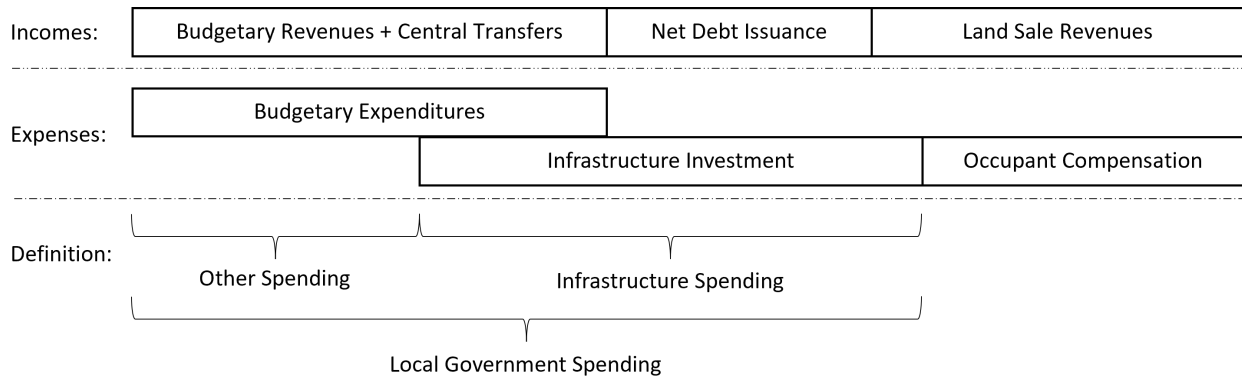 Incomes: Budgetary Revenues + Central Transfers Net Debt Issuance Land Sale Revenues
Budgetary Expenditures
Expenses:
Infrastructure Investment Occupant Compensation
Definition:
Other Spending Infrastructure Spending
Local Government Spending